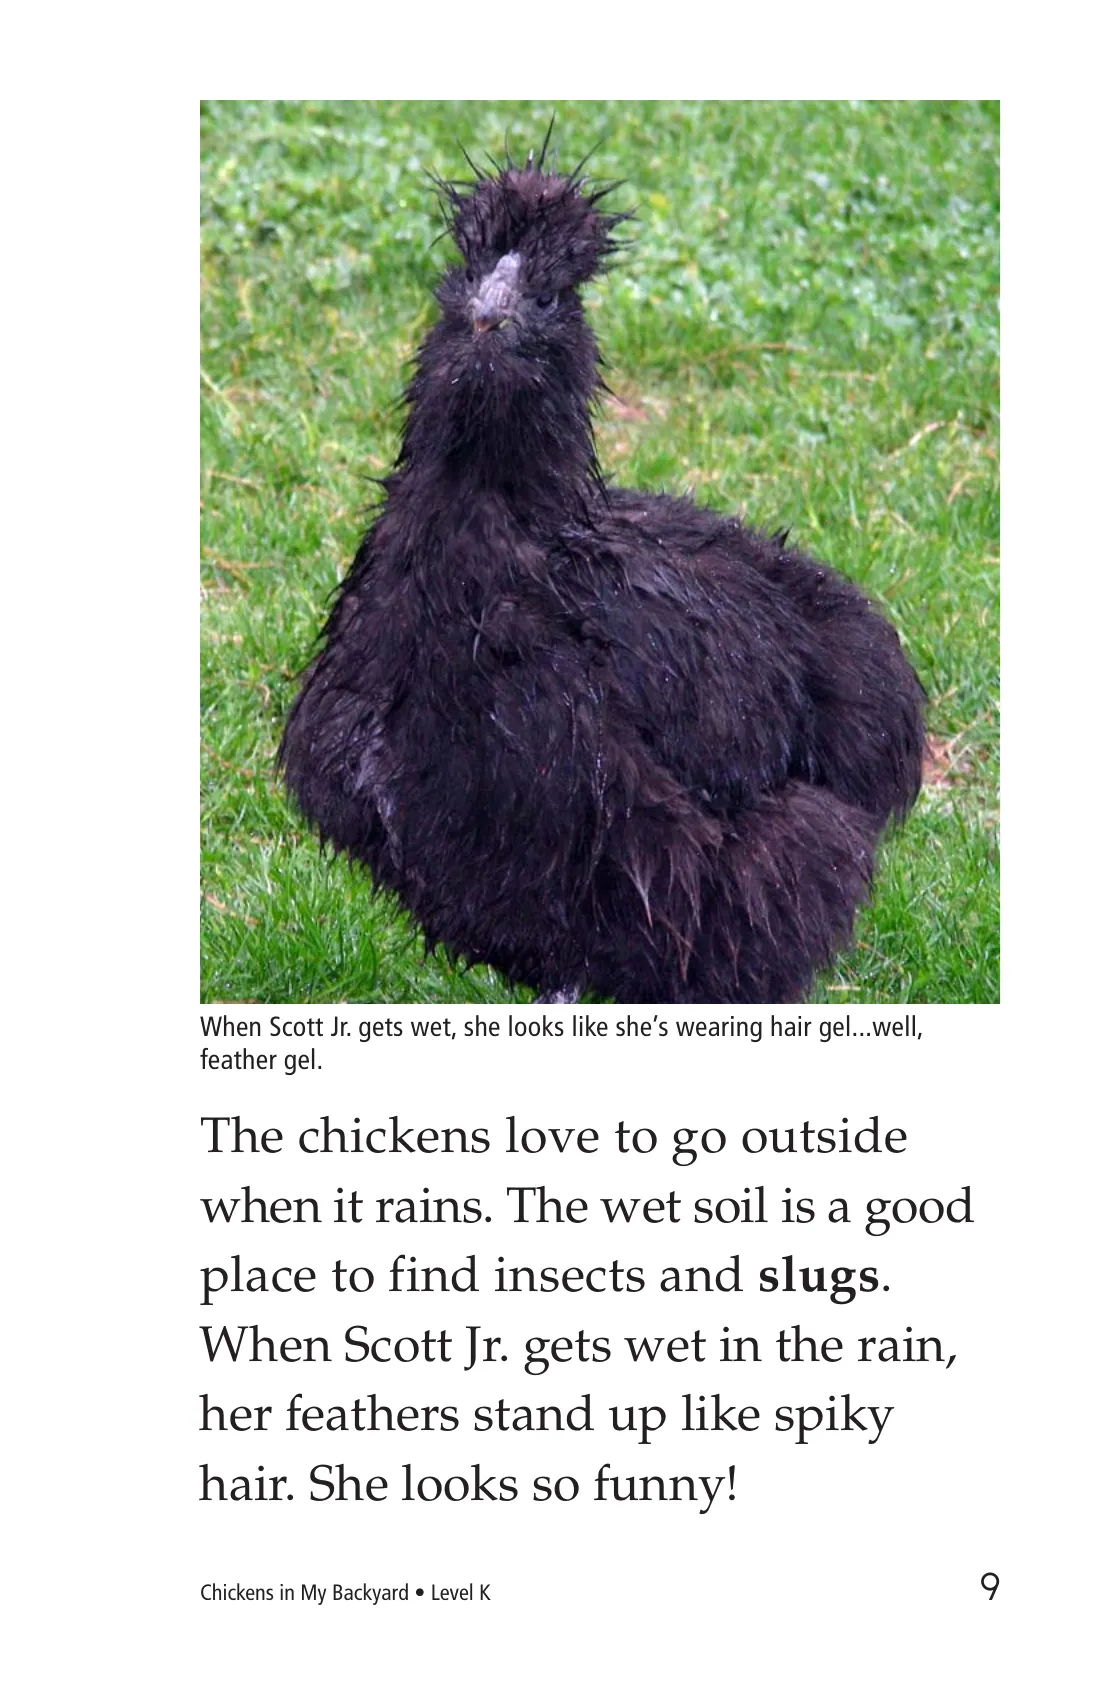 When Scott Jr. gets wet, she looks like she’s wearing hair gel...well,
feather gel.
The chickens love to go outside
when it rains. The wet soil is a good
place to find insects and slugs.
When Scott Jr. gets wet in the rain,
her feathers stand up like spiky
hair. She looks so funny!
Chickens in My Backyard • Level K
9